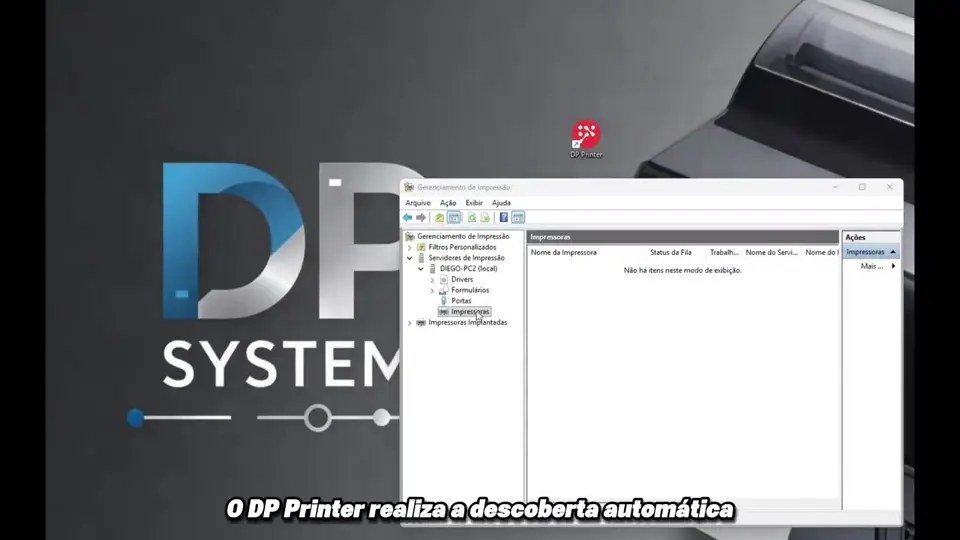 DP
SYSTEM
DP Printer
Gerenciamento de Impressão
Arquivo Ação Exibir Ajuda
Gerenciamento de Impressão
Filtros Personalizados
Servidores de Impressão
DIEGO-PC2 (local)
Drivers
Formulários
Portas
Impressoras
Impressoras Implantadas
Impressoras
Nome da Impressora Status da Fila Trabalh... Nome do Servi... Nome do
Não há itens neste modo de exibição.
Ações
Impressoras
Mais ...
O DP Printer realiza a descoberta automática